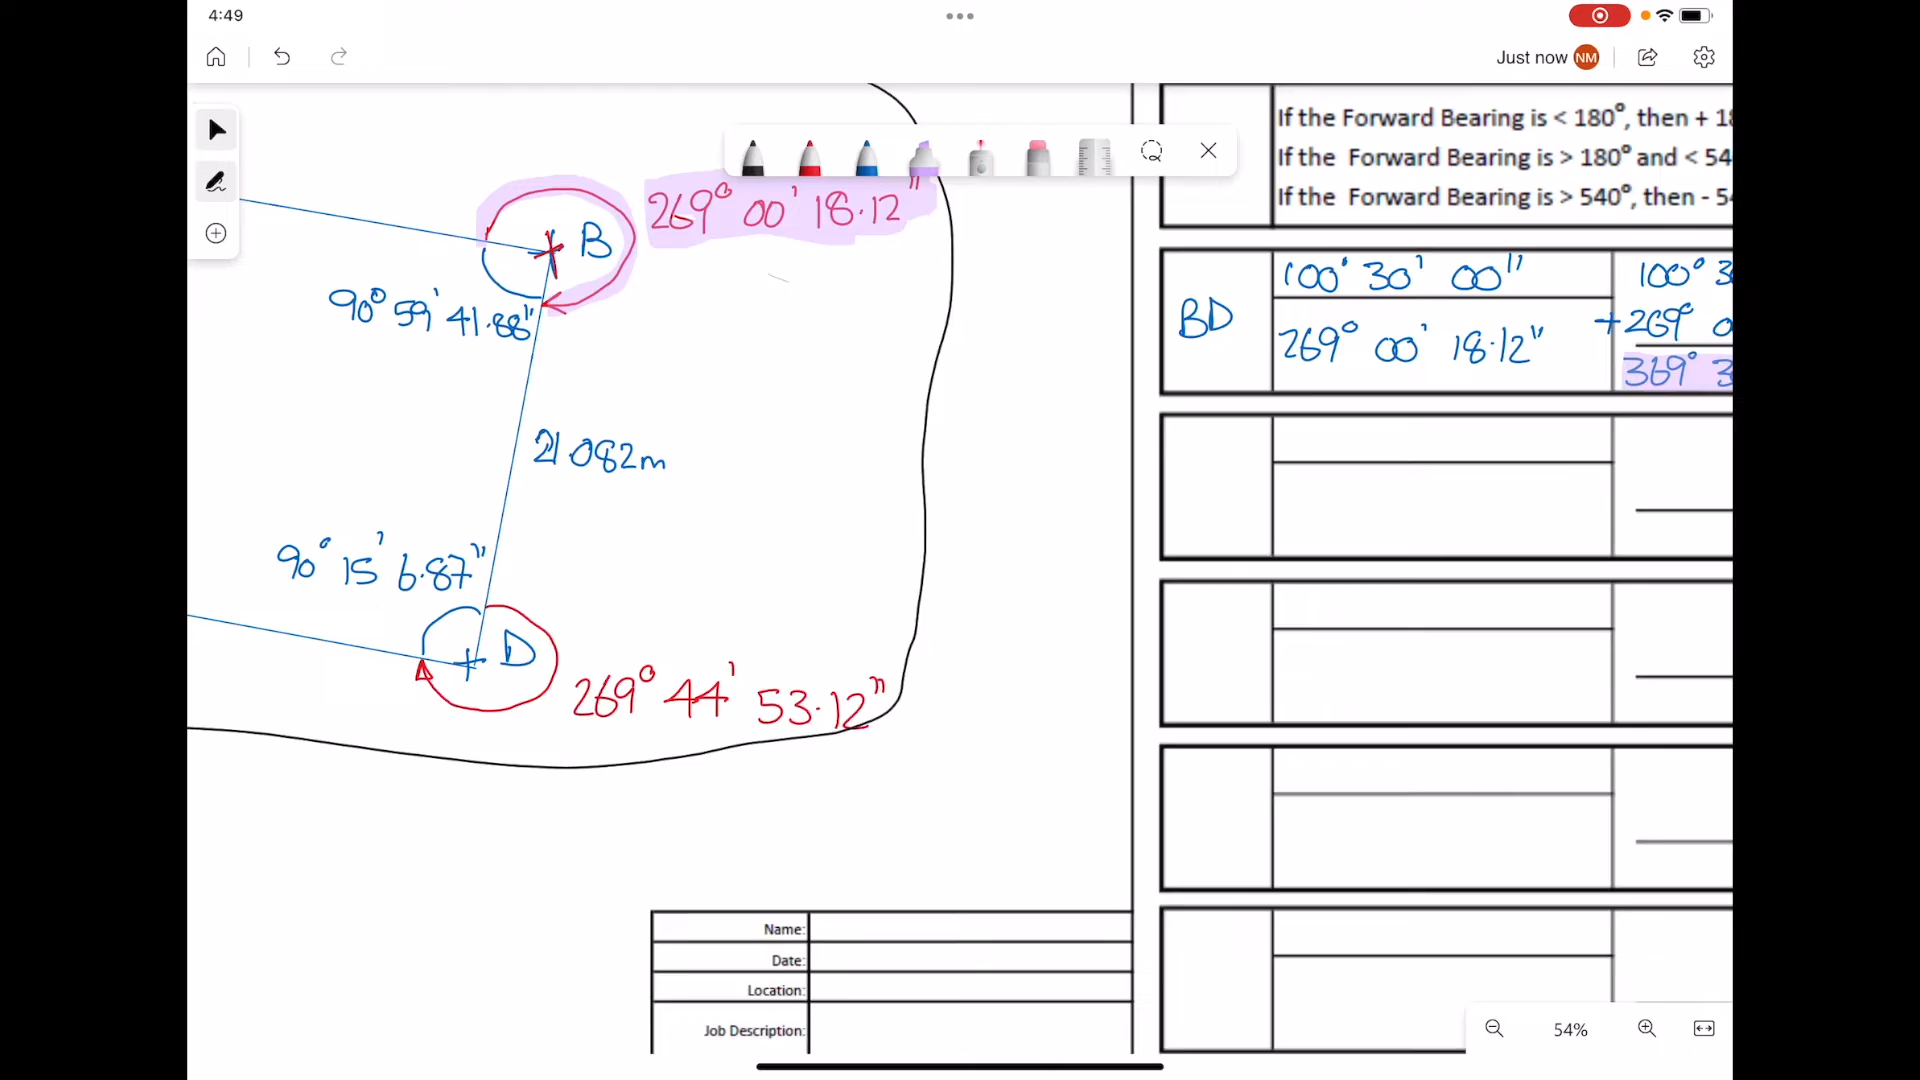 4:49
Just now NM
If the Forward Bearing is < 180°, then + 18
If the Forward Bearing is > 180° and < 54
If the Forward Bearing is > 540°, then - 54
269° 00' 18.12"
B
90° 59' 41.88"
100° 30' 00"
100° 3
BD
269° 00' 18.12"
+269° 0
369° 3
21.082m
90° 15' 6.87"
D
269° 44' 53.12"
Name:
Date:
Location:
Job Description:
54%